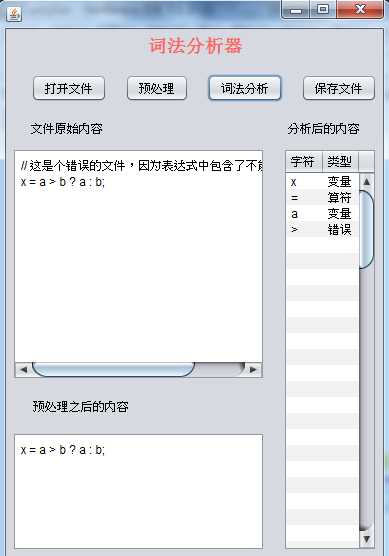 词法分析器
打开文件 预处理 词法分析 保存文件
文件原始内容
// 这是个错误的文件，因为表达式中包含了不
x = a > b ? a : b;
预处理之后的内容
x = a > b ? a : b;
分析后的内容
字符 类型
x 变量
= 算符
a 变量
> 错误